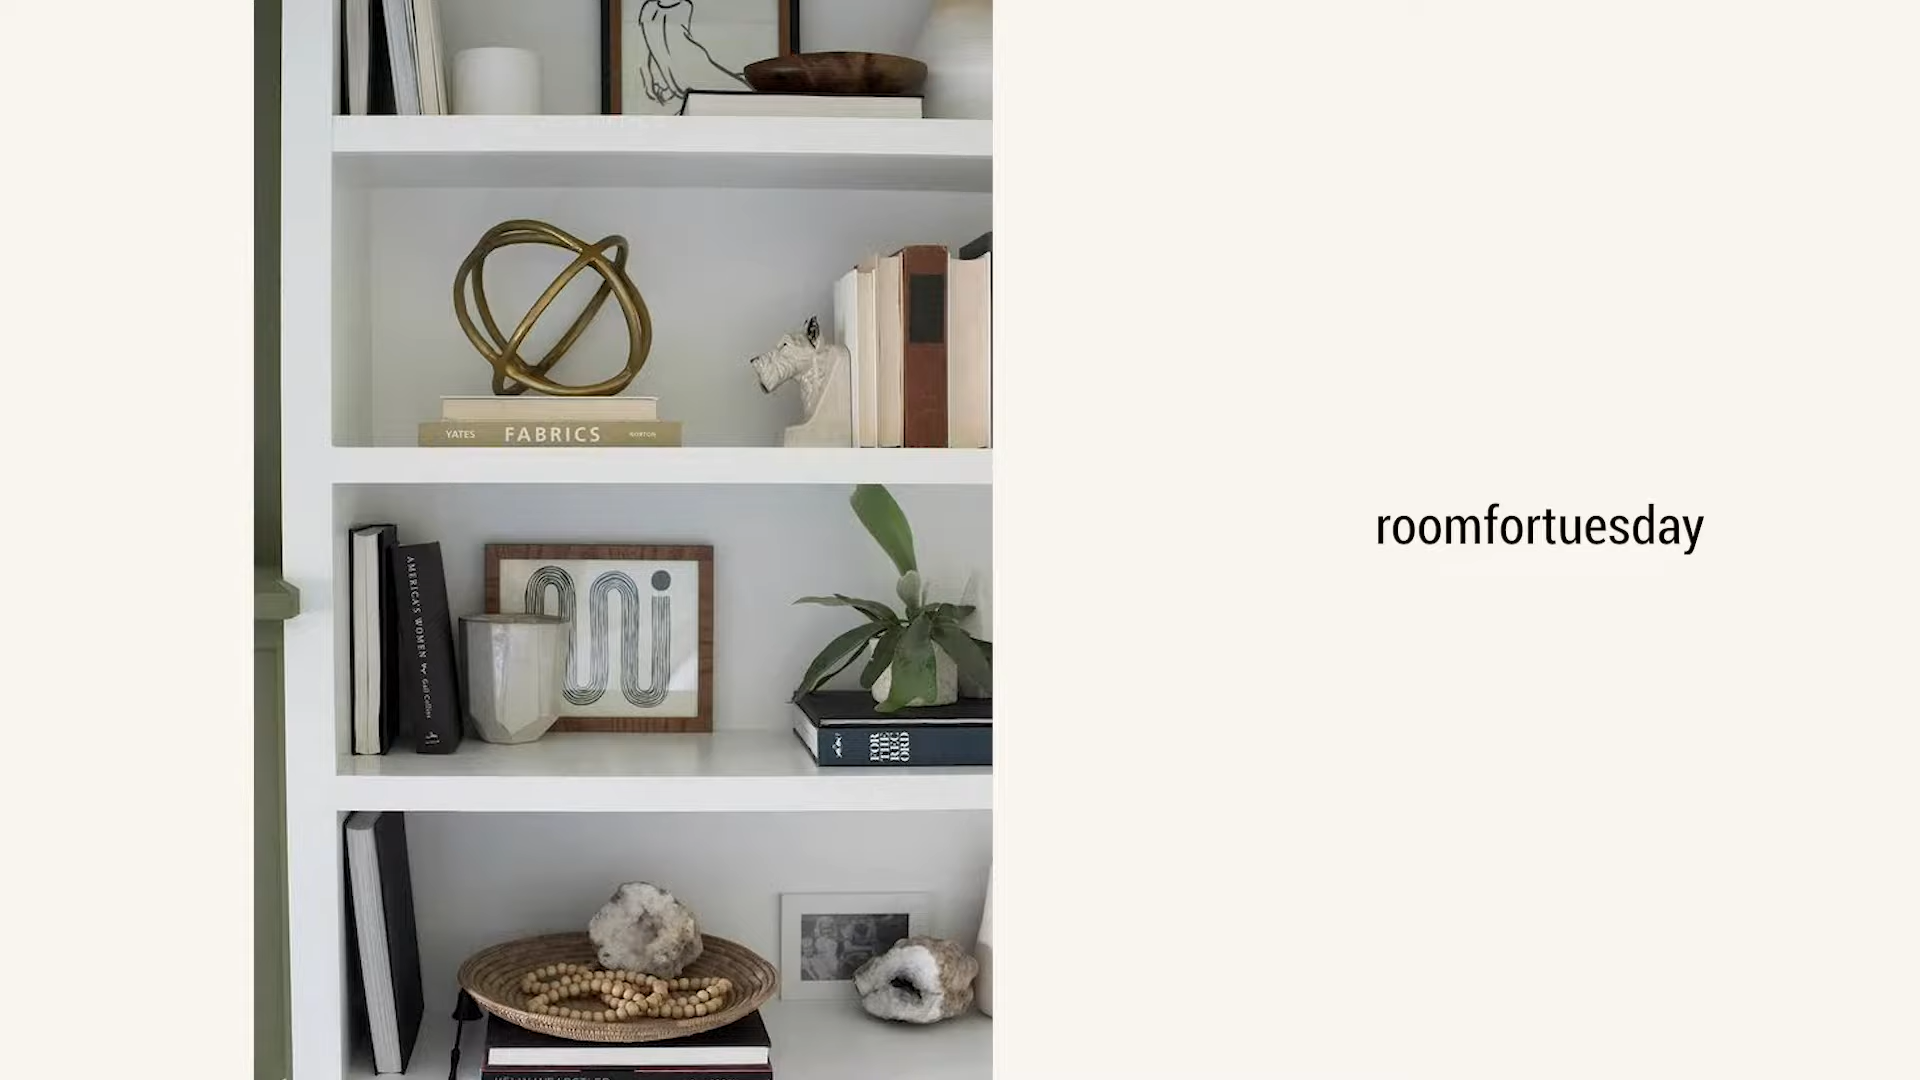 YATES FABRICS NORTON
roomfortuesday
AMERICA'S WOMEN Gail Collins
FOR
THE
REC
ORD